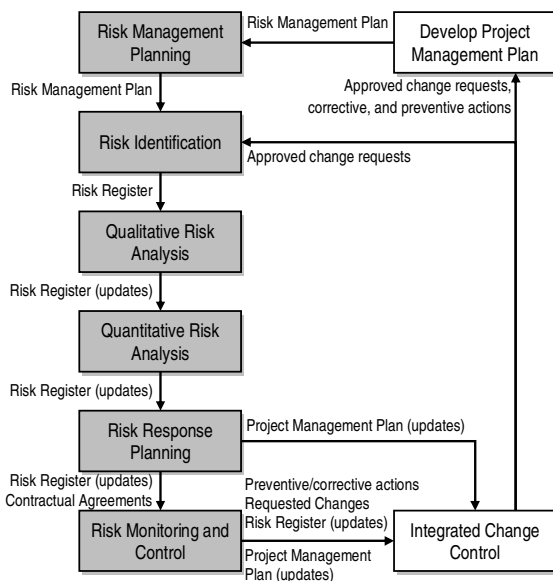 Risk Management
Planning
Risk Management Plan
Develop Project
Management Plan
Risk Management Plan
Approved change requests,
corrective, and preventive actions
Risk Identification
Approved change requests
Risk Register
Qualitative Risk
Analysis
Risk Register (updates)
Quantitative Risk
Analysis
Risk Register (updates)
Risk Response
Planning
Project Management Plan (updates)
Risk Register (updates)
Contractual Agreements
Preventive/corrective actions
Requested Changes
Risk Register (updates)
Risk Monitoring and
Control
Project Management
Plan (updates)
Integrated Change
Control